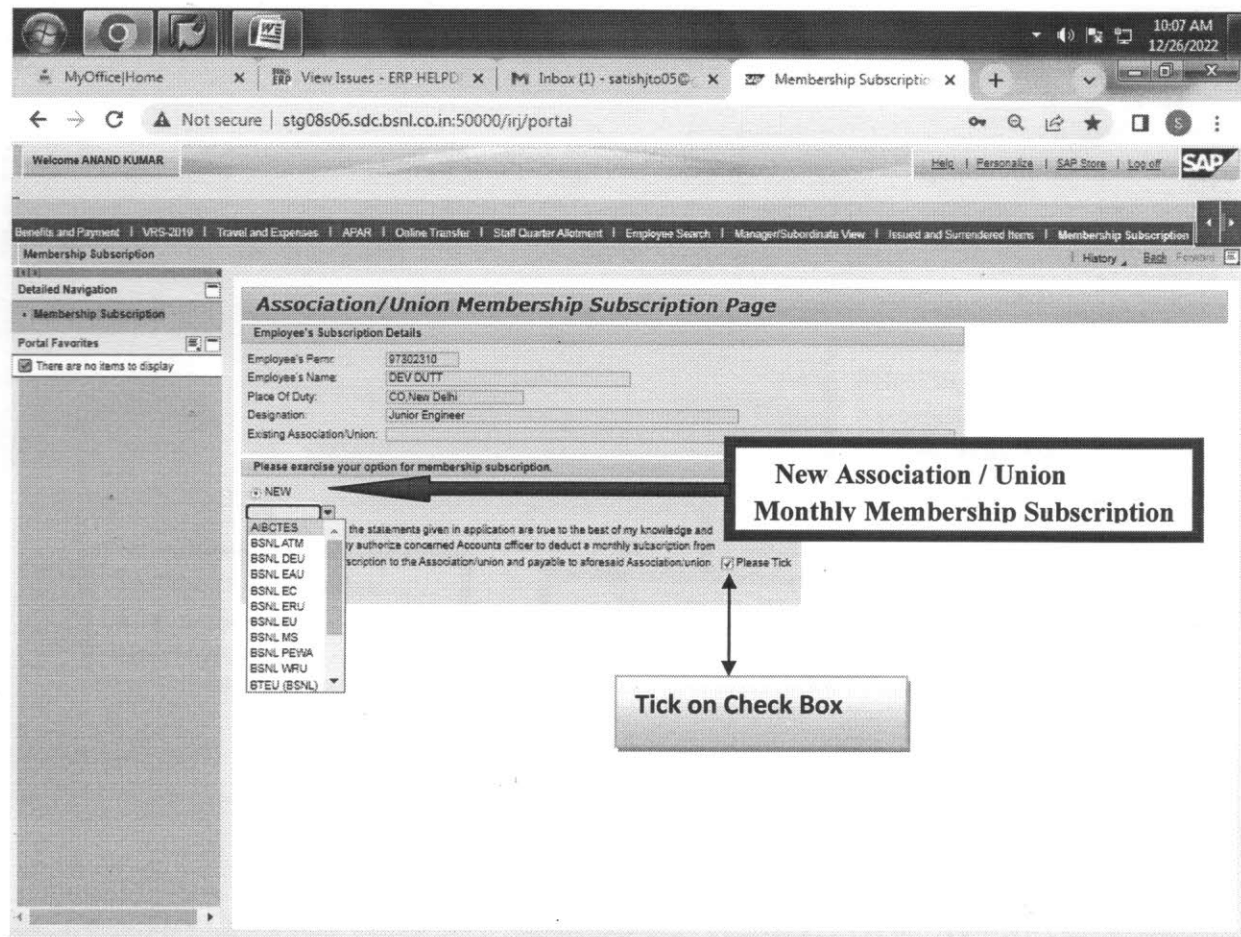 10:07 AM
12/26/2022
MyOffice|Home
View Issues - ERP HELPD
Inbox (1) - satishjto05@
Membership Subscriptio
Not secure | stg08s06.sdc.bsnl.co.in:50000/irj/portal
S
Welcome ANAND KUMAR
Help | Personalize | SAP Store | Log off
SAP
Benefits and Payment | VRS-2019 | Travel and Expenses | APAR | Online Transfer | Staff Quarter Allotment | Employee Search | Manager/Subordinate View | Issued and Surrendered Items | Membership Subscription
Membership Subscription
History Back Forward
Detailed Navigation
Membership Subscription
Portal Favorites
There are no items to display
Association/Union Membership Subscription Page
Employee's Subscription Details
Employee's Pernr: 97802310
Employee's Name: DEV DUTT
Place Of Duty: CO,New Delhi
Designation: Junior Engineer
Existing Association/Union:
Please exercise your option for membership subscription.
NEW
New Association / Union
Monthly Membership Subscription
the statements given in application are true to the best of my knowledge and
y authorize concerned Accounts officer to deduct a monthly subscription from
scription to the Association/union and payable to aforesaid Association/union
Please Tick
AIBCTES
BSNL ATM
BSNL DEU
BSNL EAU
BSNL EC
BSNL ERU
BSNL EU
BSNL MS
BSNL PEWA
BSNL WRU
BTEU (BSNL)
Tick on Check Box